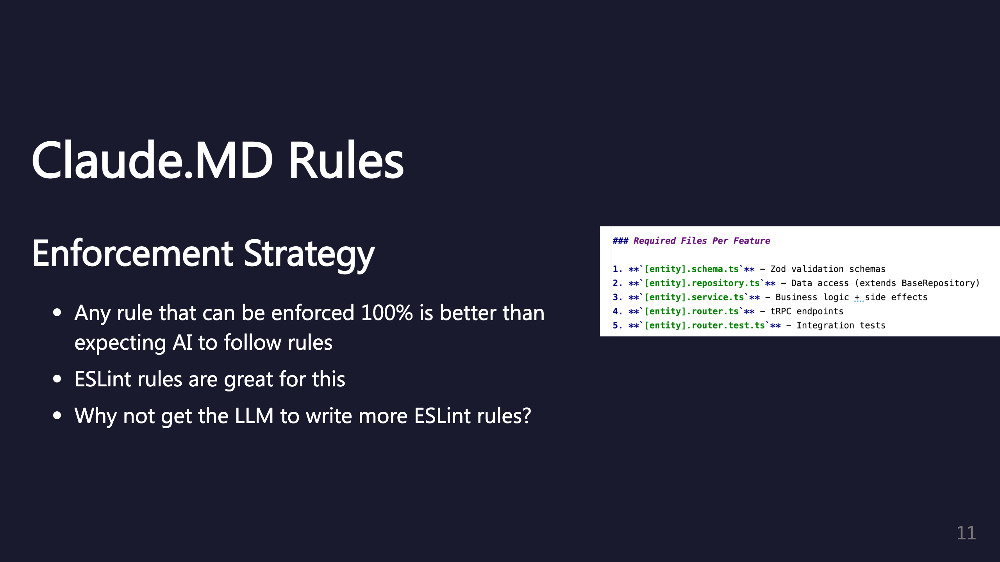 Claude.MD Rules
Enforcement Strategy
• Any rule that can be enforced 100% is better than
expecting AI to follow rules
• ESLint rules are great for this
• Why not get the LLM to write more ESLint rules?
### Required Files Per Feature
1. **`[entity].schema.ts`** – Zod validation schemas
2. **`[entity].repository.ts`** – Data access (extends BaseRepository)
3. **`[entity].service.ts`** – Business logic + side effects
4. **`[entity].router.ts`** – tRPC endpoints
5. **`[entity].router.test.ts`** – Integration tests
11